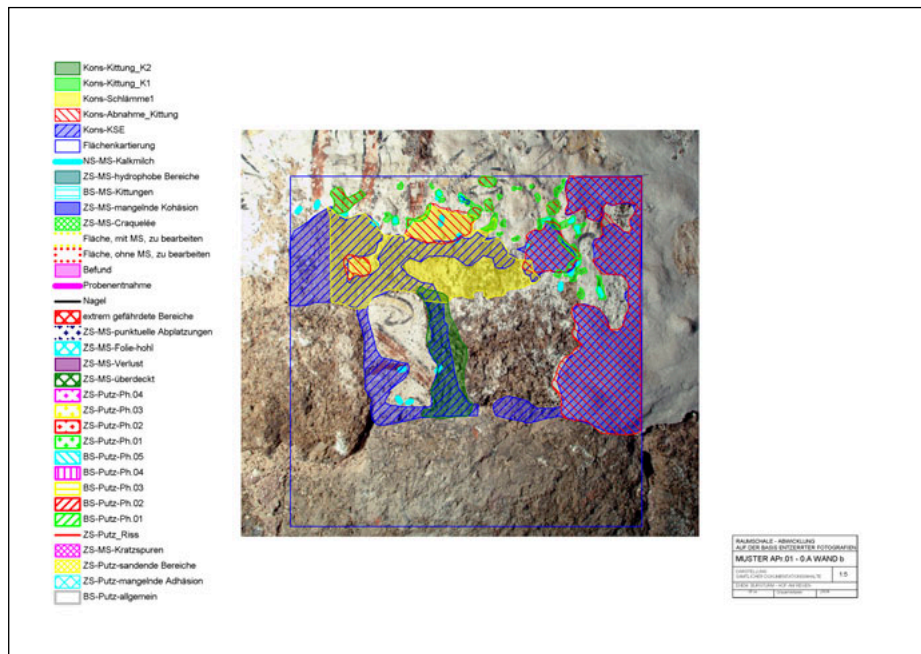 Kons-Kittung_K2
Kons-Kittung_K1
Kons-Schlämme1
Kons-Abnahme_Kittung
Kons-KSE
Flächenkartierung
NS-MS-Kalkmilch
ZS-MS-hydrophobe Bereiche
BS-MS-Kittungen
ZS-MS-mangelnde Kohäsion
ZS-MS-Craquelée
Fläche, mit MS, zu bearbeiten
Fläche, ohne MS, zu bearbeiten
Befund
Probenentnahme
Nagel
extrem gefährdete Bereiche
ZS-MS-punktuelle Abplatzungen
ZS-MS-Folie-hohl
ZS-MS-Verlust
ZS-MS-überdeckt
ZS-Putz-Ph.04
ZS-Putz-Ph.03
ZS-Putz-Ph.02
ZS-Putz-Ph.01
BS-Putz-Ph.05
BS-Putz-Ph.04
BS-Putz-Ph.03
BS-Putz-Ph.02
BS-Putz-Ph.01
ZS-Putz_Riss
ZS-MS-Kratzspuren
ZS-Putz-sandende Bereiche
ZS-Putz-mangelnde Adhäsion
BS-Putz-allgemein
RAUMSCHALE - ABWICKLUNG
AUF DER BASIS ENTZERRTER FOTOGRAFIEN
MUSTER APr.01 - 0.A WAND b
DARSTELLUNG
SÄMTLICHER DOKUMENTATIONSINHALTE
1:5